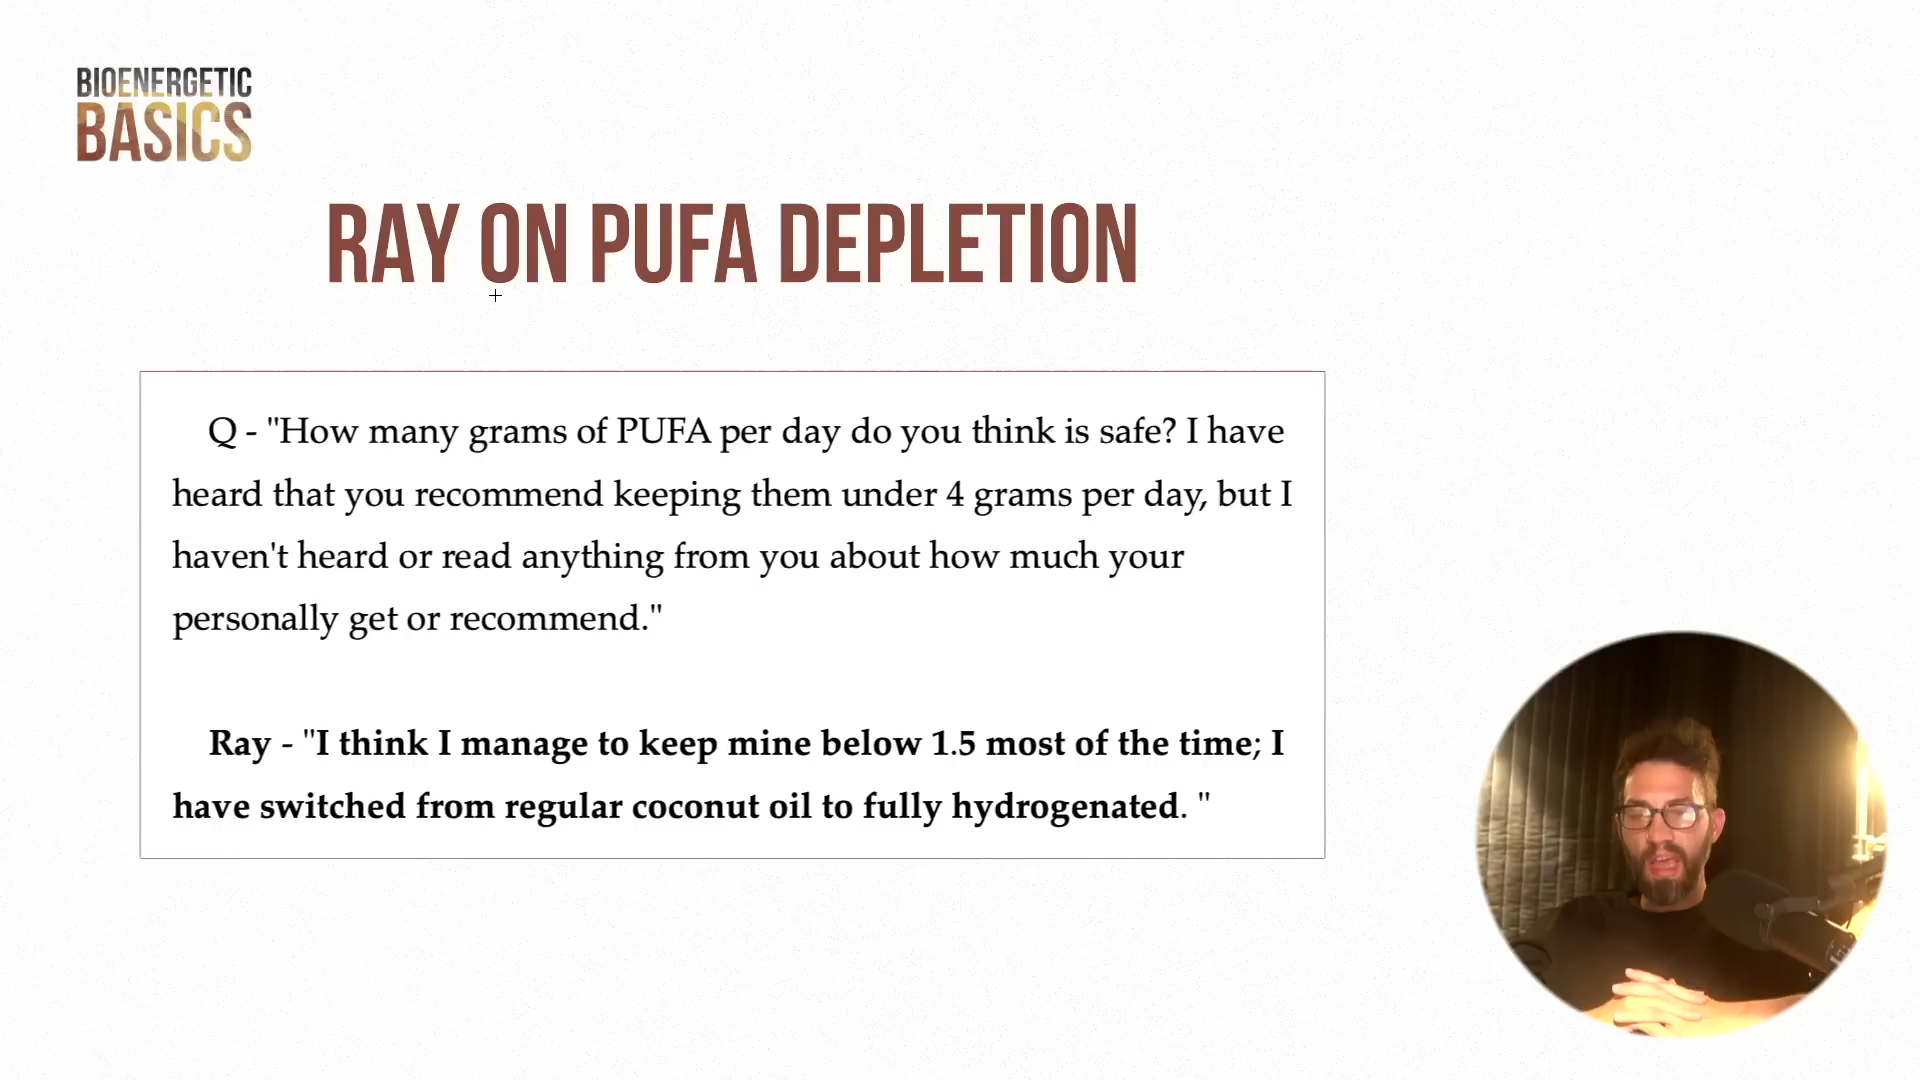 BIOENERGETIC
BASICS
RAY ON PUFA DEPLETION
Q - "How many grams of PUFA per day do you think is safe? I have
heard that you recommend keeping them under 4 grams per day, but I
haven't heard or read anything from you about how much your
personally get or recommend."
Ray - "I think I manage to keep mine below 1.5 most of the time; I
have switched from regular coconut oil to fully hydrogenated. "